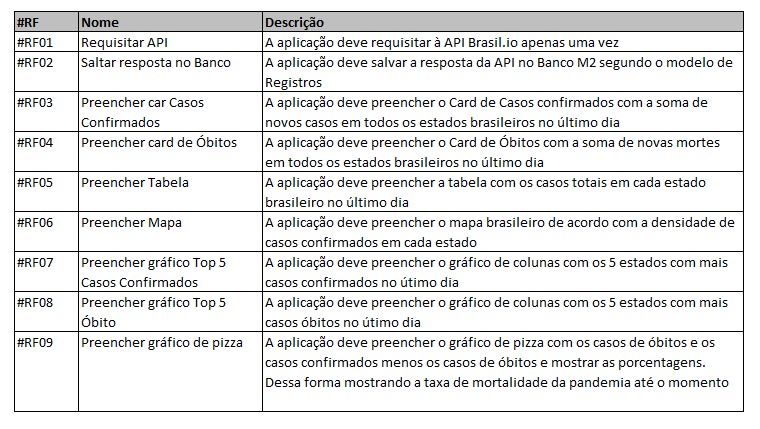 #RF Nome Descrição
#RF01 Requisitar API A aplicação deve requisitar à API Brasil.io apenas uma vez
#RF02 Saltar resposta no Banco A aplicação deve salvar a resposta da API no Banco M2 segundo o modelo de
Registros
#RF03 Preencher car Casos A aplicação deve preencher o Card de Casos confirmados com a soma de
Confirmados novos casos em todos os estados brasileiros no último dia
#RF04 Preencher card de Óbitos A aplicação deve preencher o Card de Óbitos com a soma de novas mortes
em todos os estados brasileiros no último dia
#RF05 Preencher Tabela A aplicação deve preencher a tabela com os casos totais em cada estado
brasileiro no último dia
#RF06 Preencher Mapa A aplicação deve preencher o mapa brasileiro de acordo com a densidade de
casos confirmados em cada estado
#RF07 Preencher gráfico Top 5 A aplicação deve preencher o gráfico de colunas com os 5 estados com mais
Casos Confirmados casos confirmados no útimo dia
#RF08 Preencher gráfico Top 5 A aplicação deve preencher o gráfico de colunas com os 5 estados com mais
Óbito casos óbitos no útimo dia
#RF09 Preencher gráfico de pizza A aplicação deve preencher o gráfico de pizza com os casos de óbitos e os
casos confirmados menos os casos de óbitos e mostrar as porcentagens.
Dessa forma mostrando a taxa de mortalidade da pandemia até o momento